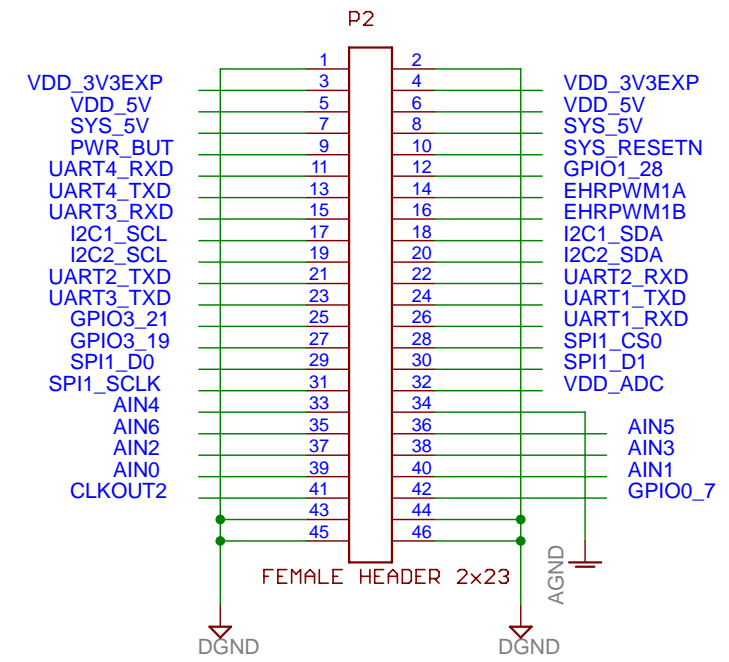 P2
1 2
VDD_3V3EXP 3 4 VDD_3V3EXP
VDD_5V 5 6 VDD_5V
SYS_5V 7 8 SYS_5V
PWR_BUT 9 10 SYS_RESETN
UART4_RXD 11 12 GPIO1_28
UART4_TXD 13 14 EHRPWM1A
UART3_RXD 15 16 EHRPWM1B
I2C1_SCL 17 18 I2C1_SDA
I2C2_SCL 19 20 I2C2_SDA
UART2_TXD 21 22 UART2_RXD
UART3_TXD 23 24 UART1_TXD
GPIO3_21 25 26 UART1_RXD
GPIO3_19 27 28 SPI1_CS0
SPI1_D0 29 30 SPI1_D1
SPI1_SCLK 31 32 VDD_ADC
AIN4 33 34
AIN6 35 36 AIN5
AIN2 37 38 AIN3
AIN0 39 40 AIN1
CLKOUT2 41 42 GPIO0_7
43 44
45 46
AGND
FEMALE HEADER 2x23
DGND DGND